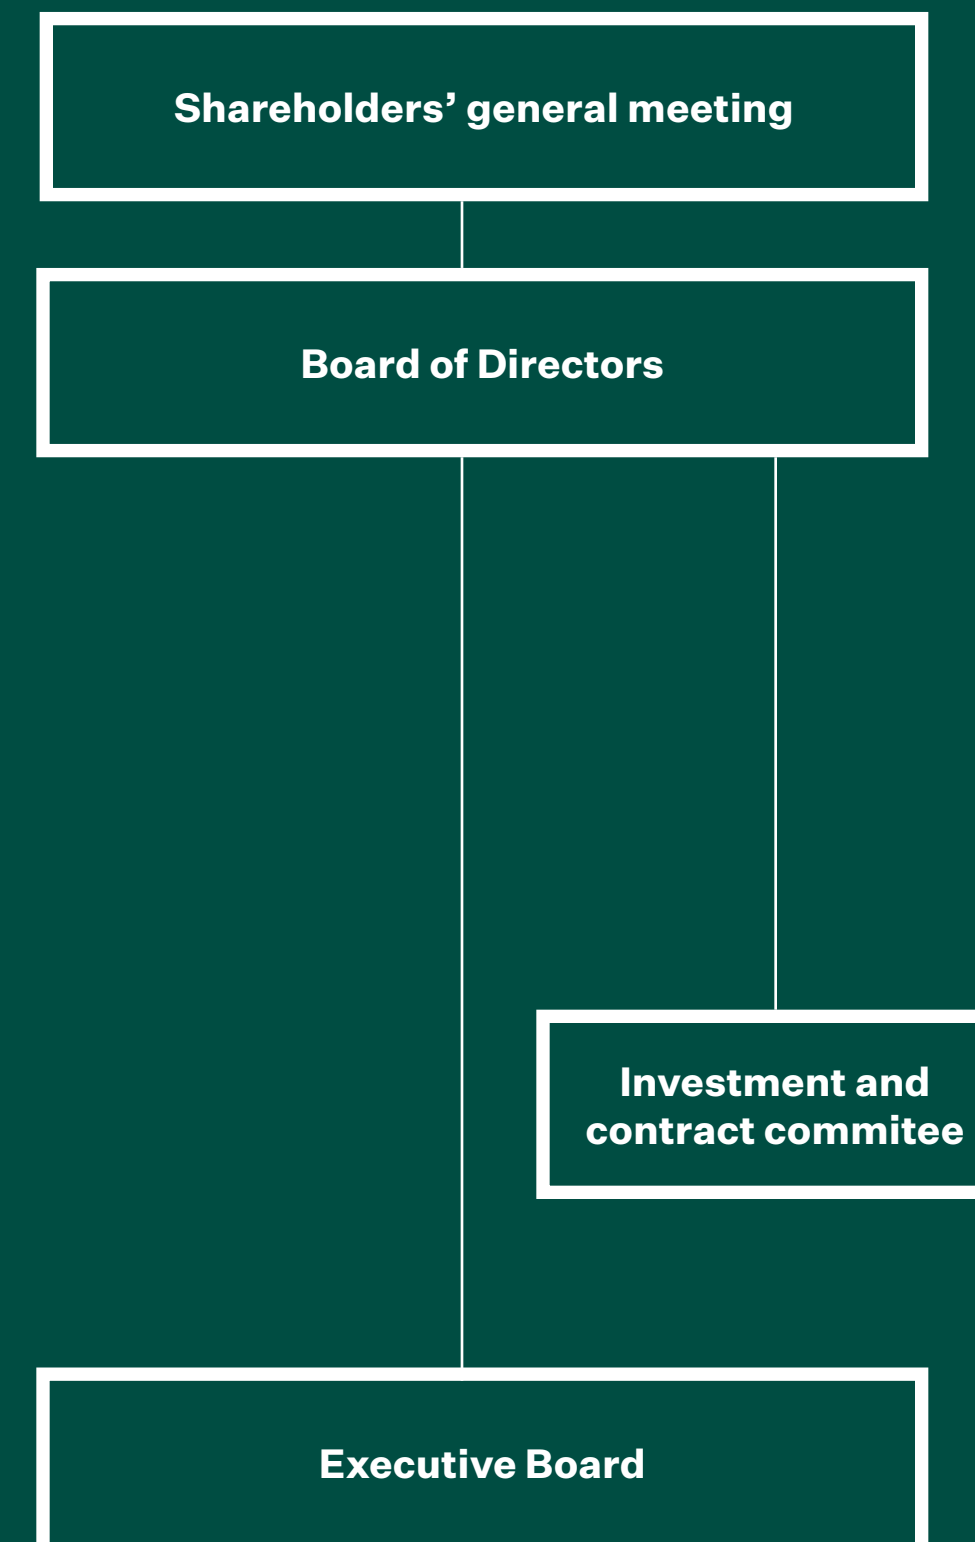 Shareholders’ general meeting
Board of Directors
Investment and
contract commitee
Executive Board